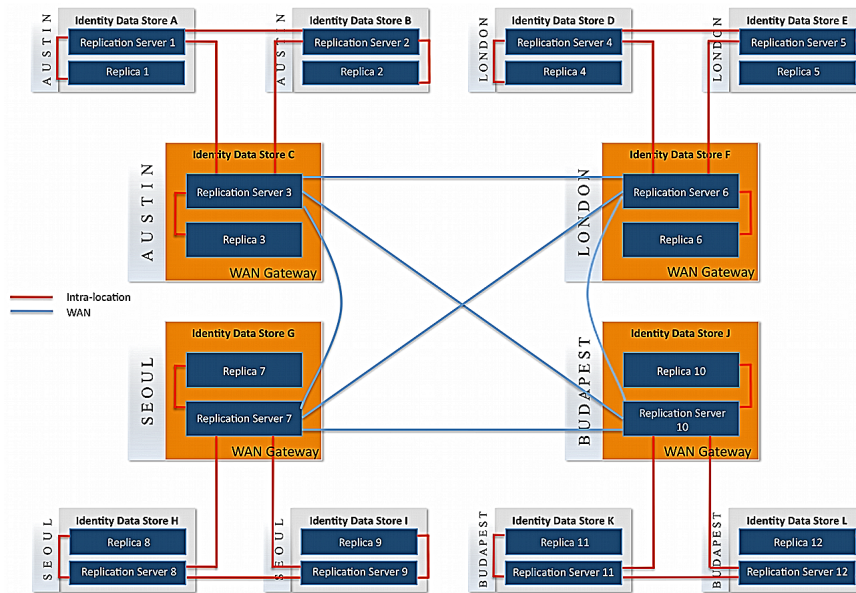 Identity Data Store A
AUSTIN
Replication Server 1
Replica 1
Identity Data Store B
AUSTIN
Replication Server 2
Replica 2
Identity Data Store D
LONDON
Replication Server 4
Replica 4
Identity Data Store E
LONDON
Replication Server 5
Replica 5
Identity Data Store C
AUSTIN
Replication Server 3
Replica 3
WAN Gateway
Identity Data Store F
LONDON
Replication Server 6
Replica 6
WAN Gateway
Intra-location
WAN
Identity Data Store G
SEOUL
Replica 7
Replication Server 7
WAN Gateway
Identity Data Store J
BUDAPEST
Replica 10
Replication Server
10
WAN Gateway
Identity Data Store H
SEOUL
Replica 8
Replication Server 8
Identity Data Store I
SEOUL
Replica 9
Replication Server 9
Identity Data Store K
BUDAPEST
Replica 11
Replication Server 11
Identity Data Store L
BUDAPEST
Replica 12
Replication Server 12